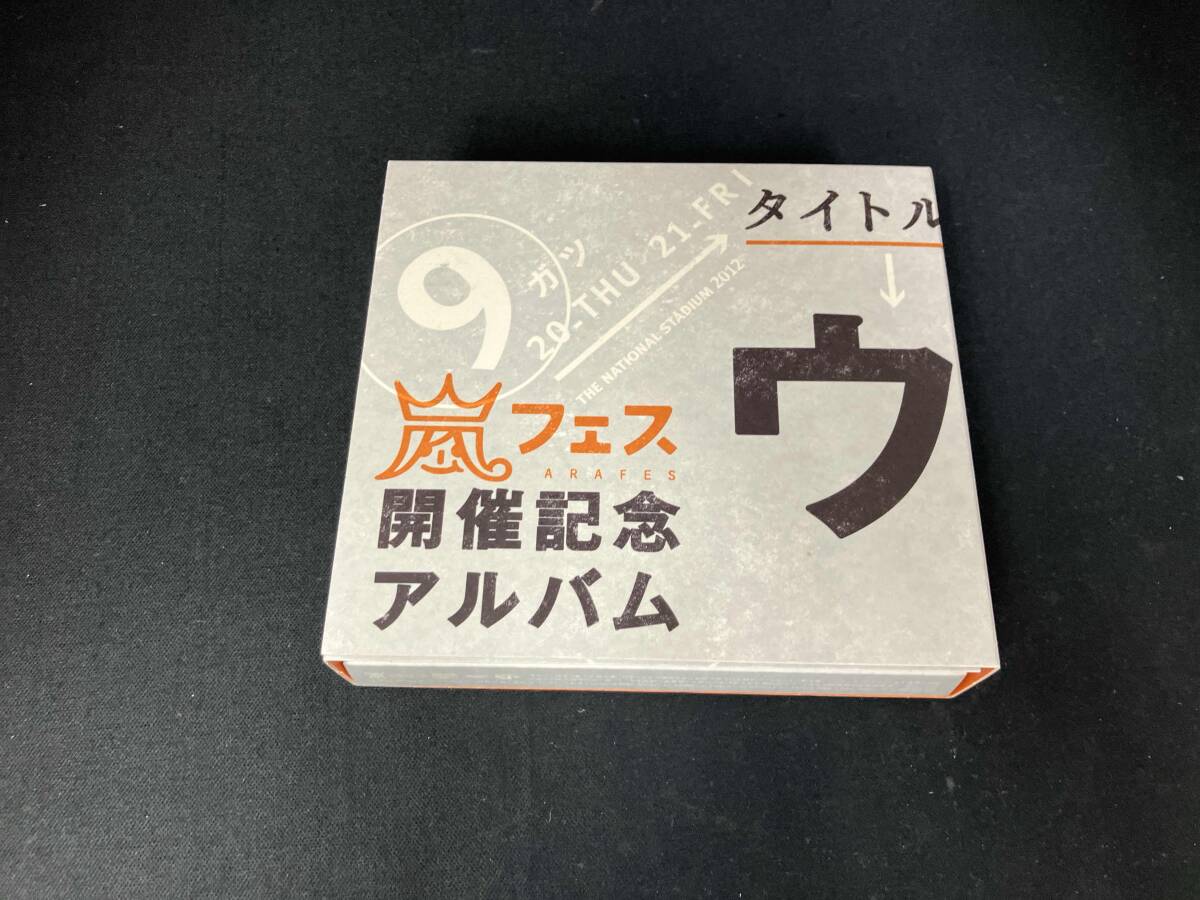 9 ガツ
20-THU 21-FRI
THE NATIONAL STADIUM 2012
タイトル
↓
ウ
嵐フェス
ARAFES
開催記念
アルバム